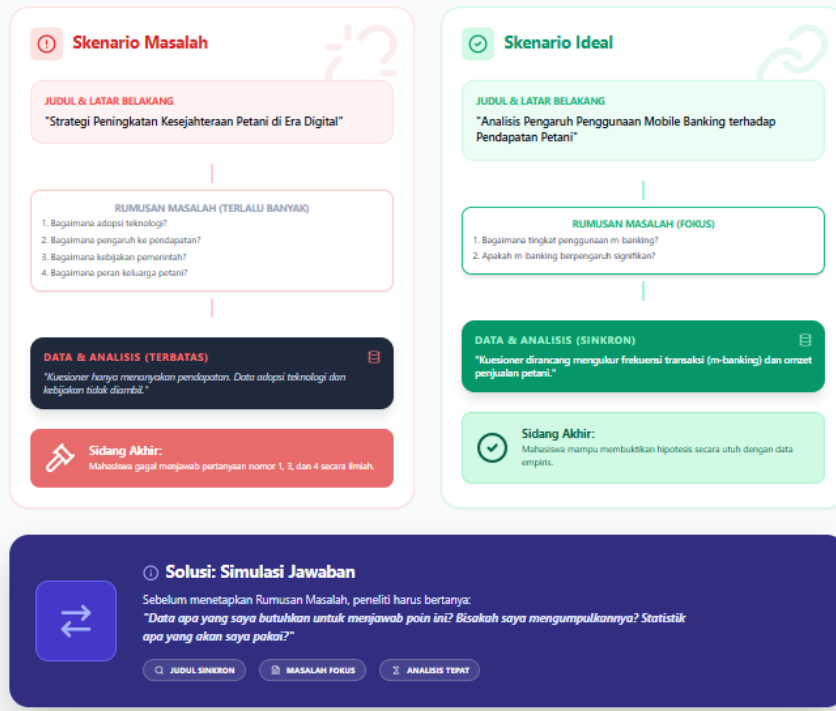 Skenario Masalah
JUDUL & LATAR BELAKANG
"Strategi Peningkatan Kesejahteraan Petani di Era Digital"
RUMUSAN MASALAH (TERLALU BANYAK)
1. Bagaimana adopsi teknologi?
2. Bagaimana pengaruh ke pendapatan?
3. Bagaimana kebijakan pemerintah?
4. Bagaimana peran keluarga petani?
DATA & ANALISIS (TERBATAS)
"Kuesioner hanya menanyakan pendapatan. Data adopsi teknologi dan
kebijakan tidak diambil."
Sidang Akhir:
Mahasiswa gagal menjawab pertanyaan nomor 1, 3, dan 4 secara ilmiah.
Skenario Ideal
JUDUL & LATAR BELAKANG
"Analisis Pengaruh Penggunaan Mobile Banking terhadap
Pendapatan Petani"
RUMUSAN MASALAH (FOKUS)
1. Bagaimana tingkat penggunaan m-banking?
2. Apakah m-banking berpengaruh signifikan?
DATA & ANALISIS (SINKRON)
"Kuesioner dirancang mengukur frekuensi transaksi (m-banking) dan omzet
penjualan petani."
Sidang Akhir:
Mahasiswa mampu membuktikan hipotesis secara utuh dengan data
empiris.
Solusi: Simulasi Jawaban
Sebelum menetapkan Rumusan Masalah, peneliti harus bertanya:
"Data apa yang saya butuhkan untuk menjawab poin ini? Bisakah saya mengumpulkannya? Statistik
apa yang akan saya pakai?"
JUDUL SINKRON
MASALAH FOKUS
ANALISIS TEPAT